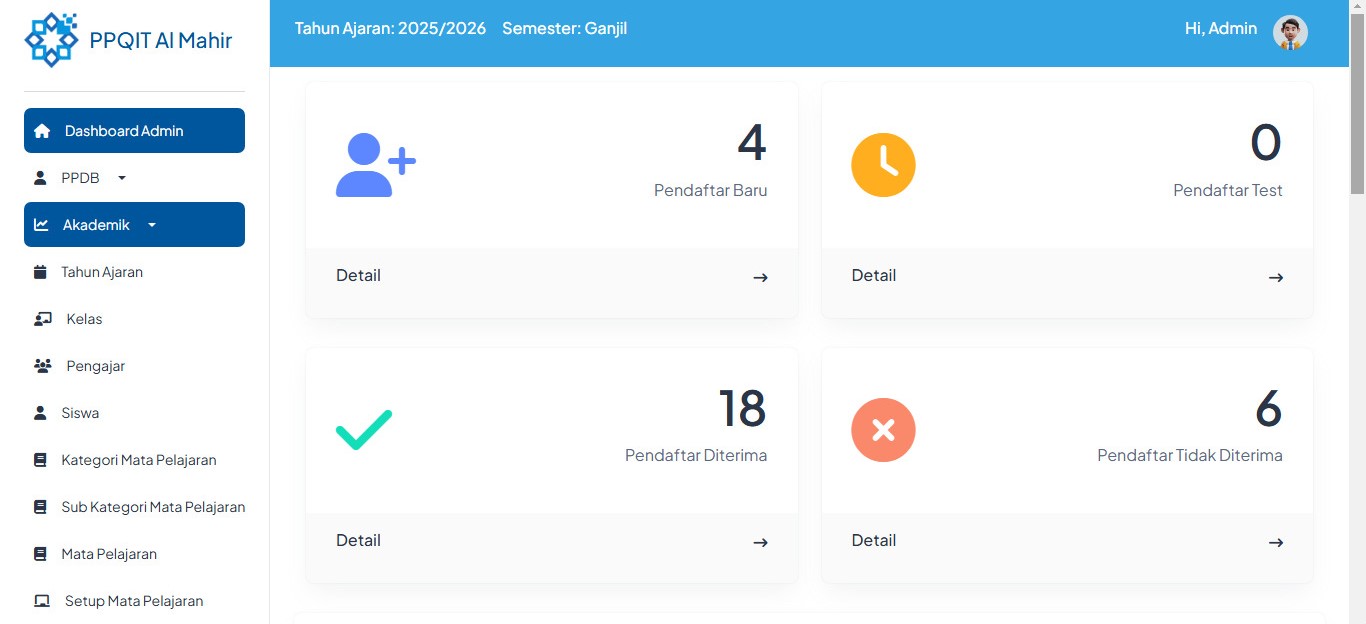 PPQIT Al Mahir
Tahun Ajaran: 2025/2026 Semester: Ganjil
Hi, Admin
Dashboard Admin
PPDB
Akademik
Tahun Ajaran
Kelas
Pengajar
Siswa
Kategori Mata Pelajaran
Sub Kategori Mata Pelajaran
Mata Pelajaran
Setup Mata Pelajaran
4
Pendaftar Baru
Detail
0
Pendaftar Test
Detail
18
Pendaftar Diterima
Detail
6
Pendaftar Tidak Diterima
Detail